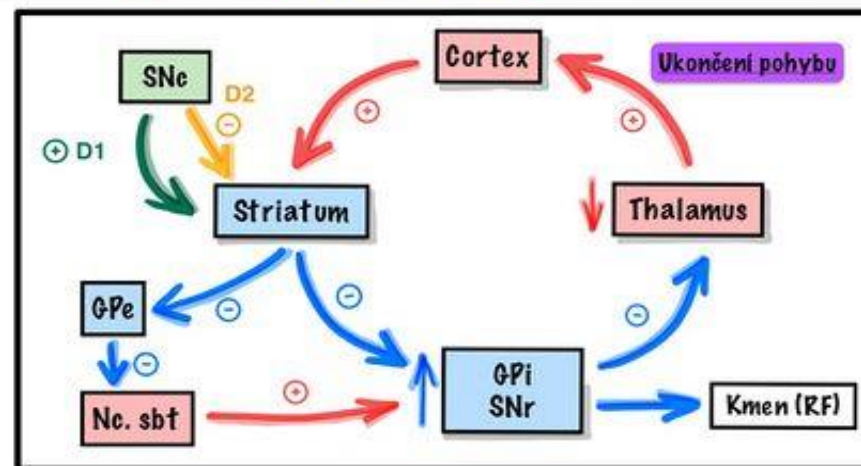 Cortex
Ukončení pohybu
SNc
D2
−
+
+
+ D1
Striatum
Thalamus
GPe
−
−
−
−
+
GPi
SNr
Nc. sbt
Kmen (RF)